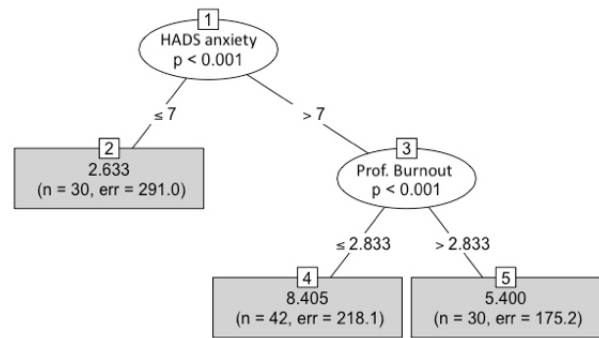 1
HADS anxiety
p < 0.001
≤ 7
> 7
2
2.633
(n = 30, err = 291.0)
3
Prof. Burnout
p < 0.001
≤ 2.833
> 2.833
4
8.405
(n = 42, err = 218.1)
5
5.400
(n = 30, err = 175.2)